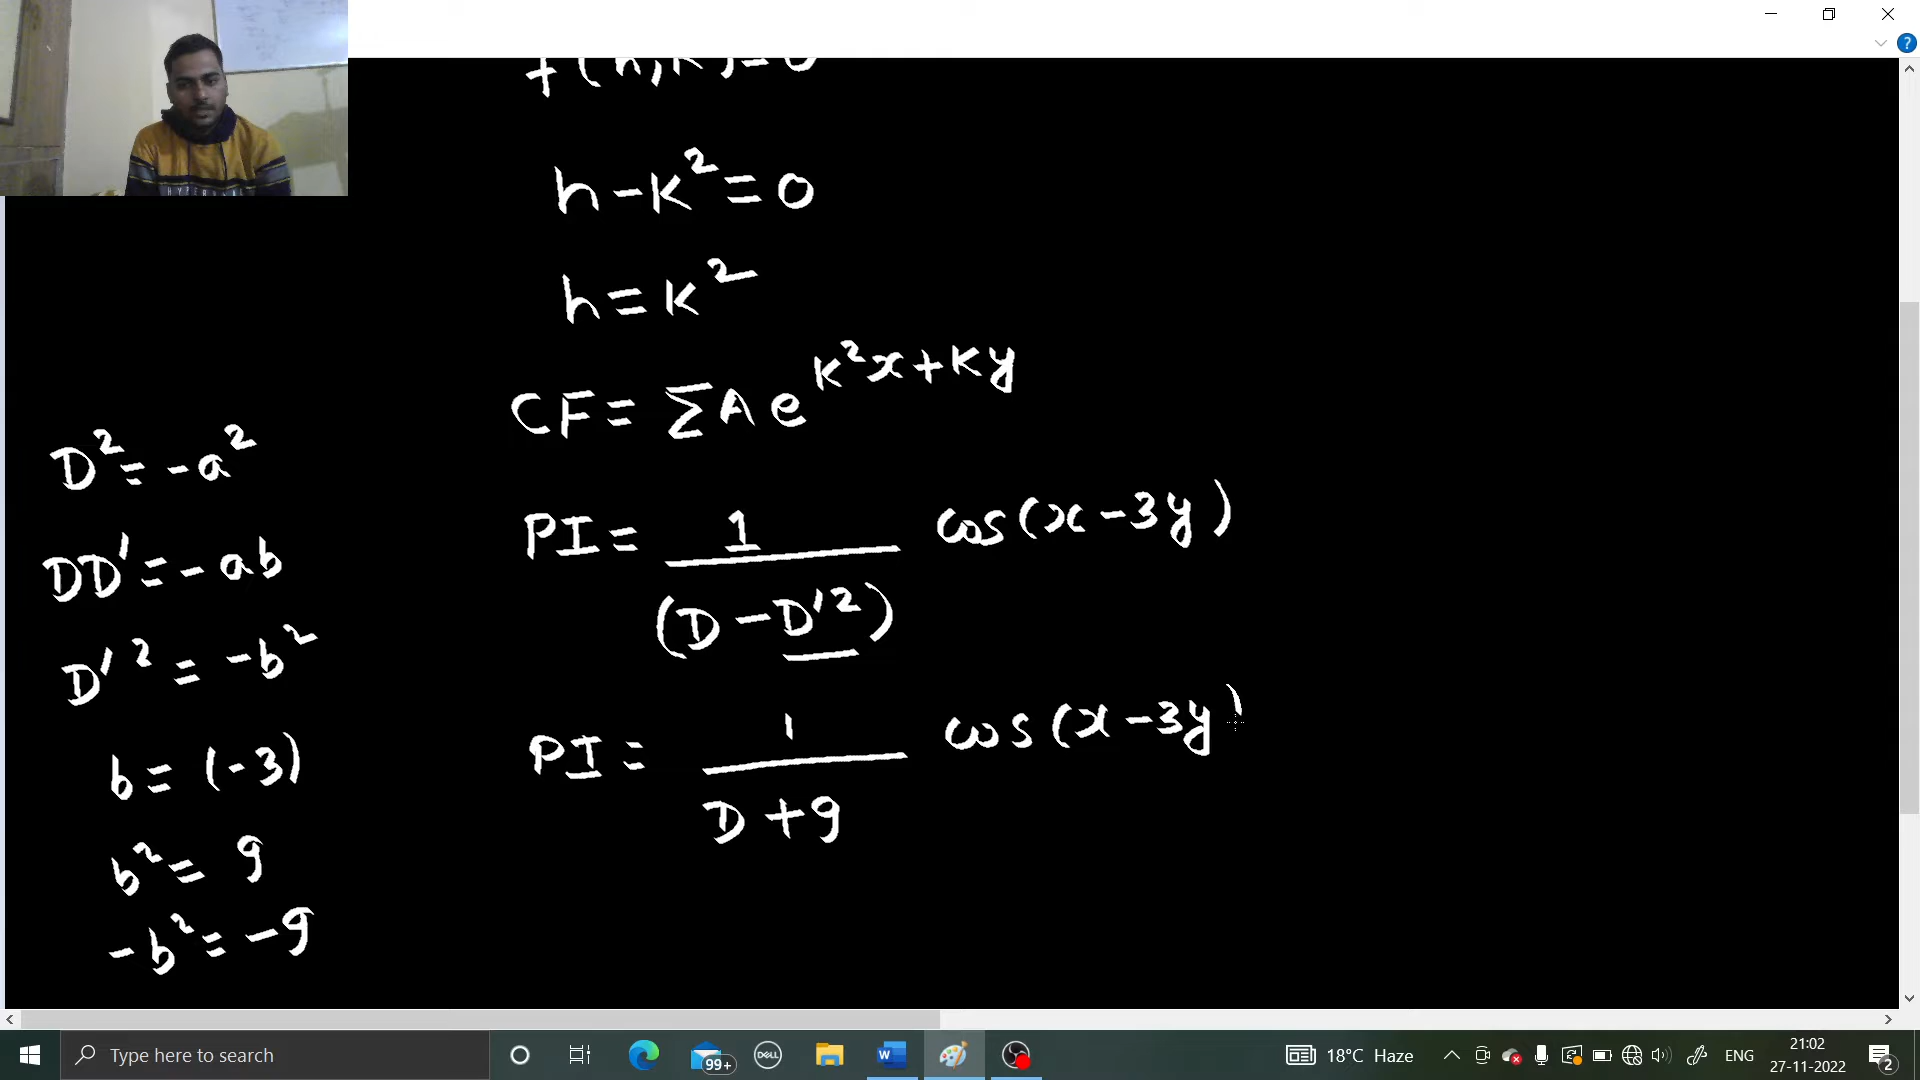 f(h,k)=0
h-k²=0
h=k²
CF= ΣA e^(k²x+ky)
D²=-a²
PI= 1/(D-D'²) cos(x-3y)
DD'=-ab
D'²=-b²
PI= 1/(D+9) cos(x-3y)
b=(-3)
b²=9
-b²=-9
Type here to search
99+
DELL
W
18°C Haze
ENG
21:02
27-11-2022
2